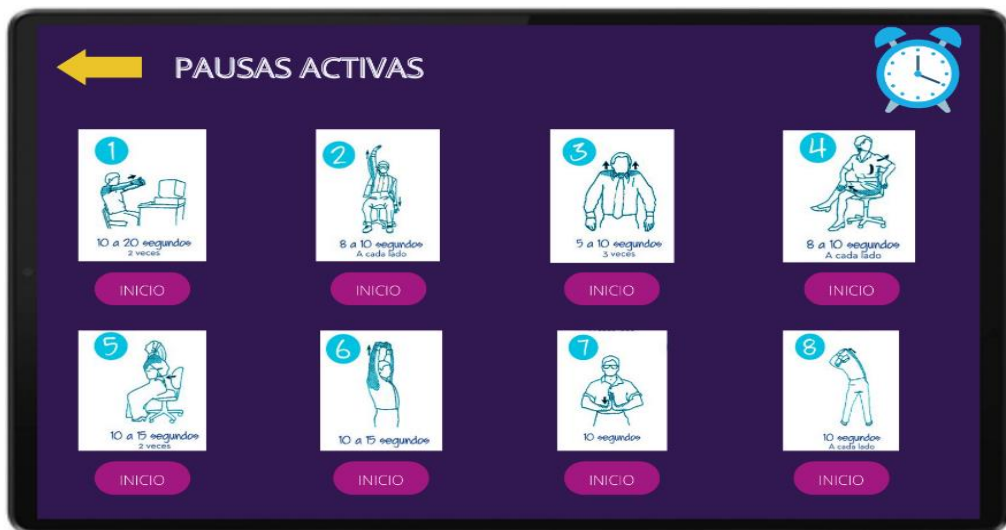 PAUSAS ACTIVAS
1
10 a 20 segundos
2 veces
INICIO
2
8 a 10 segundos
A cada lado
INICIO
3
5 a 10 segundos
3 veces
INICIO
4
8 a 10 segundos
A cada lado
INICIO
5
10 a 15 segundos
2 veces
INICIO
6
10 a 15 segundos
INICIO
7
10 segundos
INICIO
8
10 segundos
A cada lado
INICIO